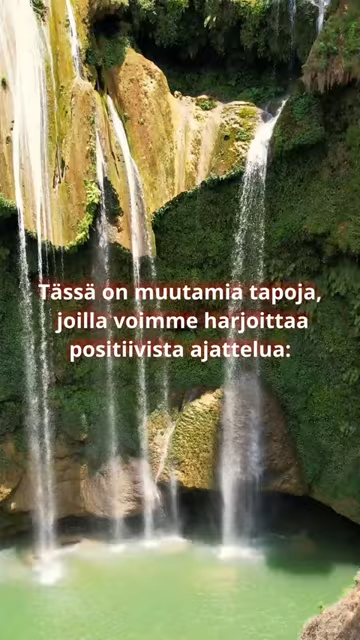 Tässä on muutamia tapoja,
joilla voimme harjoittaa
positiivista ajattelua: